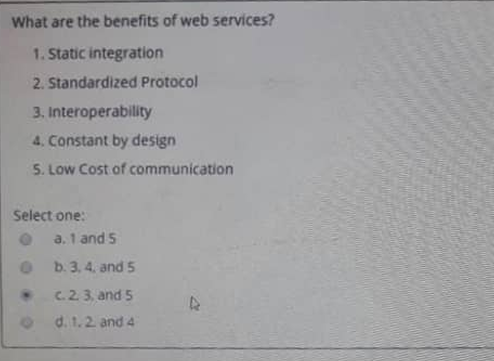 What are the benefits of web services?
1. Static integration
2. Standardized Protocol
3. Interoperability
4. Constant by design
5. Low Cost of communication
Select one:
a. 1 and 5
b. 3, 4, and 5
c. 2, 3, and 5
d. 1, 2, and 4